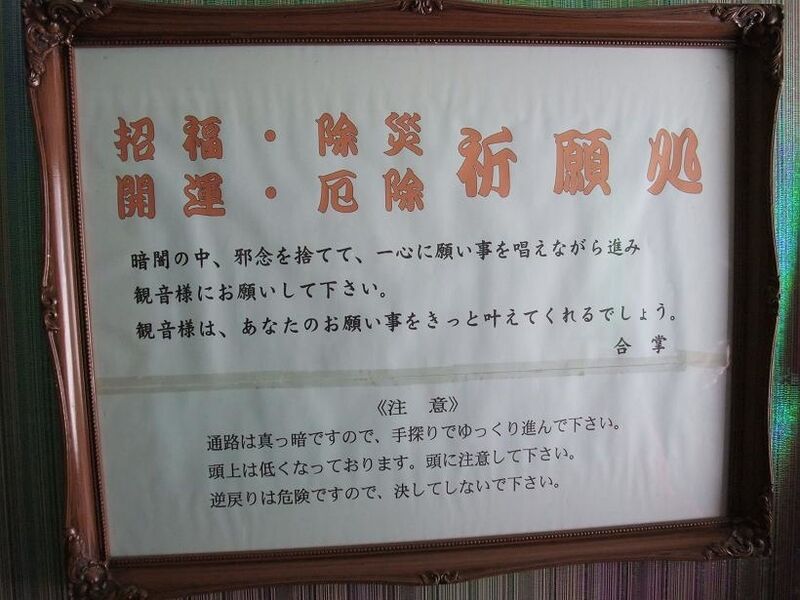 招福・除災
開運・厄除
祈願処
暗闇の中、邪念を捨てて、一心に願い事を唱えながら進み
観音様にお願いして下さい。
観音様は、あなたのお願い事をきっと叶えてくれるでしょう。
合掌
《注 意》
通路は真っ暗ですので、手探りでゆっくり進んで下さい。
頭上は低くなっております。頭に注意して下さい。
逆戻りは危険ですので、決してしないで下さい。